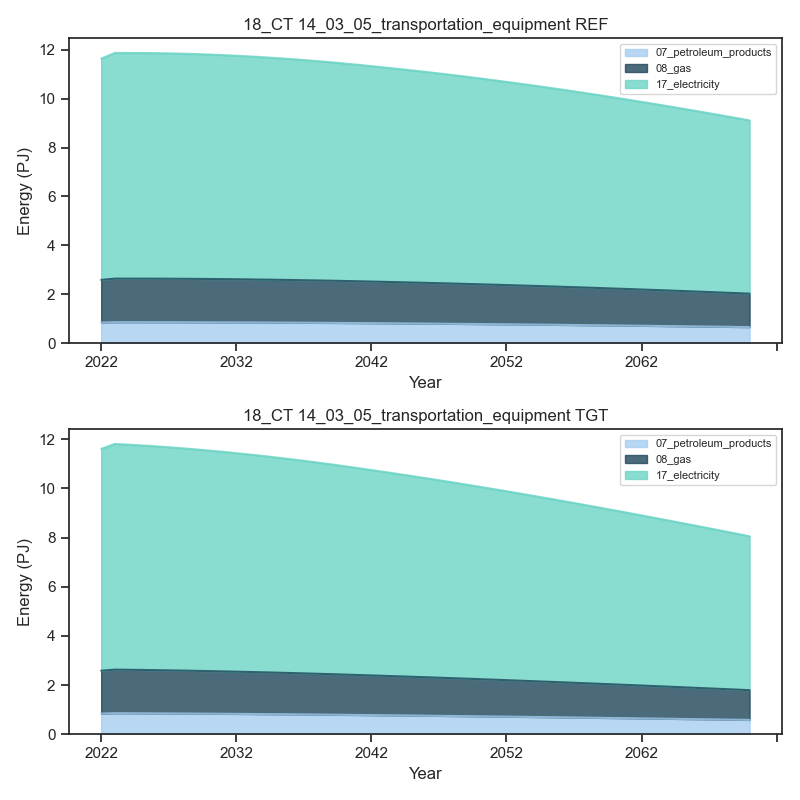 18_CT 14_03_05_transportation_equipment REF
07_petroleum_products
08_gas
17_electricity
Energy (PJ)
12
10
8
6
4
2
0
2022 2032 2042 2052 2062
Year
18_CT 14_03_05_transportation_equipment TGT
07_petroleum_products
08_gas
17_electricity
Energy (PJ)
12
10
8
6
4
2
0
2022 2032 2042 2052 2062
Year